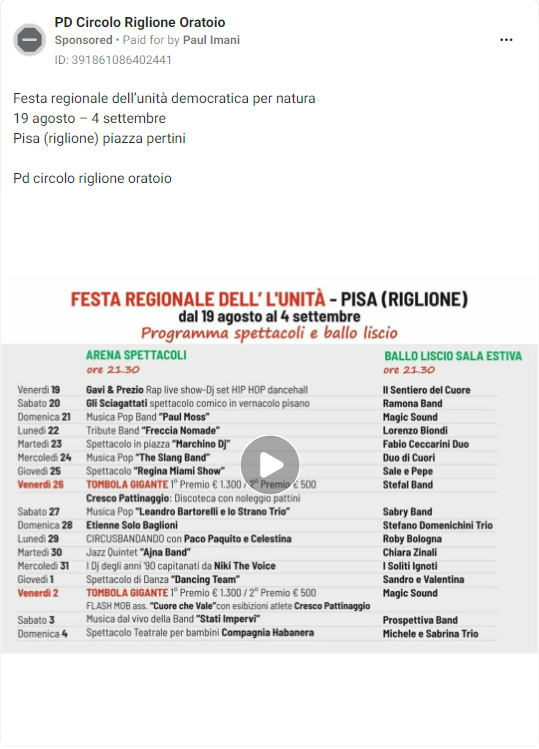 PD Circolo Riglione Oratoio
Sponsored • Paid for by Paul Imani
ID: 391861086402441
Festa regionale dell'unità democratica per natura
19 agosto – 4 settembre
Pisa (riglione) piazza pertini
Pd circolo riglione oratoio
FESTA REGIONALE DELL' L'UNITÀ - PISA (RIGLIONE)
dal 19 agosto al 4 settembre
Programma spettacoli e ballo liscio
ARENA SPETTACOLI BALLO LISCIO SALA ESTIVA
ore 21.30 ore 21.30
Venerdì 19 Gavi & Prezio Rap live show-Dj set HIP HOP dancehall Il Sentiero del Cuore
Sabato 20 Gli Sciagattati spettacolo comico in vernacolo pisano Ramona Band
Domenica 21 Musica Pop Band "Paul Moss" Magic Sound
Lunedì 22 Tribute Band "Freccia Nomade" Lorenzo Biondi
Martedì 23 Spettacolo in piazza "Marchino Dj" Fabio Ceccarini Duo
Mercoledì 24 Musica Pop "The Slang Band" Duo di Cuori
Giovedì 25 Spettacolo "Regina Miami Show" Sale e Pepe
Venerdì 26 TOMBOLA GIGANTE 1° Premio € 1.300 / 2° Premio € 500 Stefal Band
Cresco Pattinaggio: Discoteca con noleggio pattini
Sabato 27 Musica Pop "Leandro Bartorelli e lo Strano Trio" Sabry Band
Domenica 28 Etienne Solo Baglioni Stefano Domenichini Trio
Lunedì 29 CIRCUSBANDANDO con Paco Paquito e Celestina Roby Bologna
Martedì 30 Jazz Quintet "Ajna Band" Chiara Zinali
Mercoledì 31 I Dj degli anni '90 capitanati da Niki The Voice I Soliti Ignoti
Giovedì 1 Spettacolo di Danza "Dancing Team" Sandro e Valentina
Venerdì 2 TOMBOLA GIGANTE 1° Premio € 1.300/ 2° Premio € 500 Magic Sound
FLASH MOB ass. "Cuore che Vale"con esibizioni atlete Cresco Pattinaggio
Sabato 3 Musica dal vivo della Band "Stati Impervi" Prospettiva Band
Domenica 4 Spettacolo Teatrale per bambini Compagnia Habanera Michele e Sabrina Trio